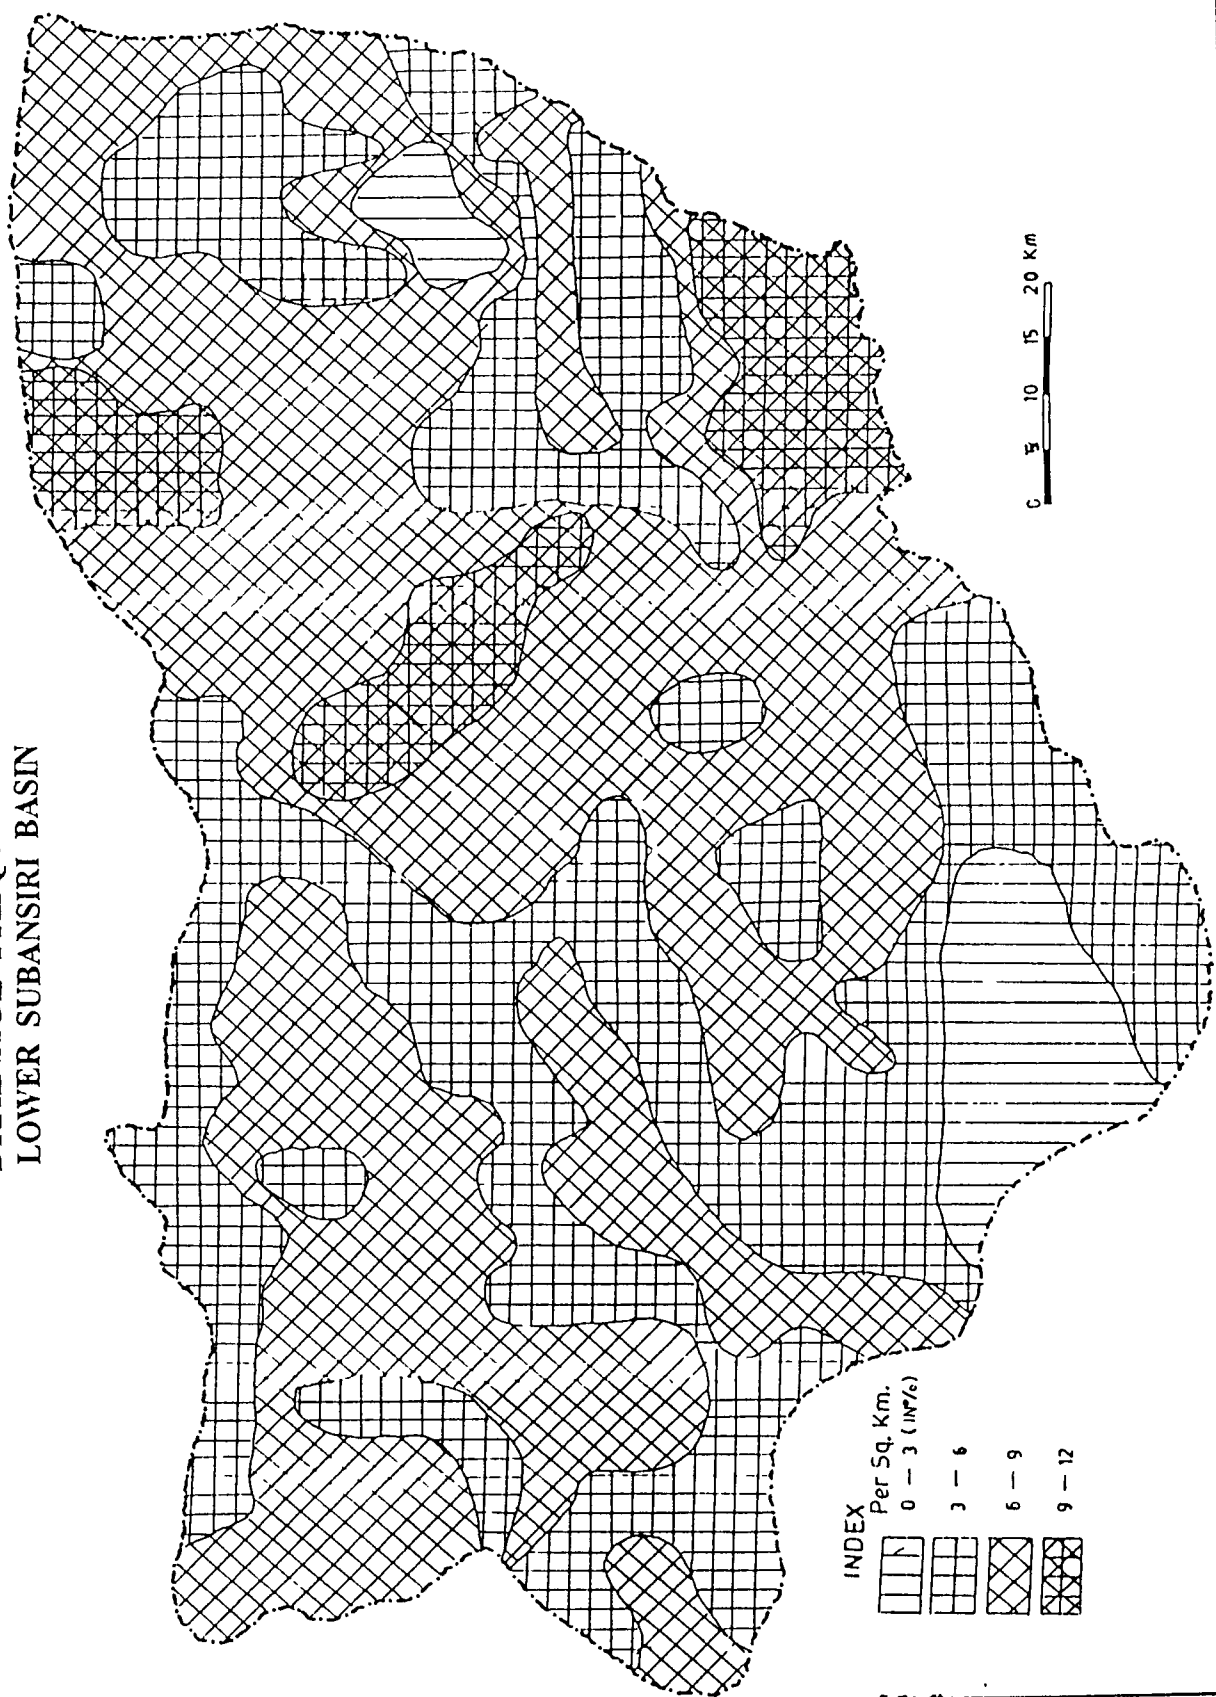 LOWER SUBANSIRI BASIN
0 5 10 15 20 Km
INDEX
Per Sq. Km.
0 — 3 (IN%)
3 — 6
6 — 9
9 — 12